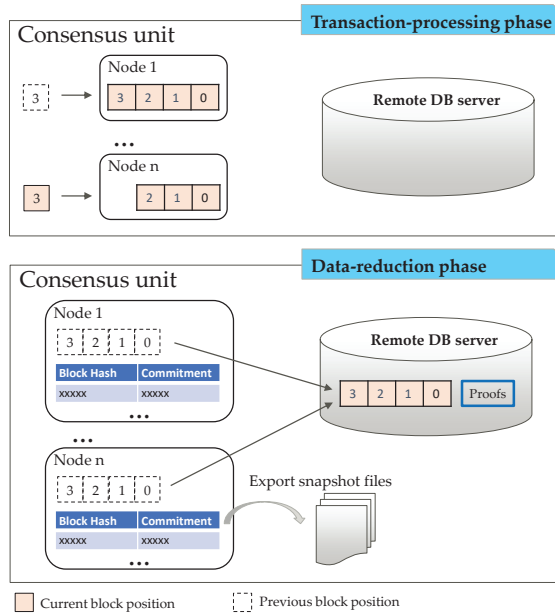 Transaction-processing phase
Consensus unit
Node 1
3
3 2 1 0
...
Node n
3
2 1 0
Remote DB server
Data-reduction phase
Consensus unit
Node 1
3 2 1 0
Block Hash Commitment
xxxxx xxxxx
...
...
Node n
3 2 1 0
Block Hash Commitment
xxxxx xxxxx
...
Remote DB server
3 2 1 0 Proofs
Export snapshot files
Current block position Previous block position